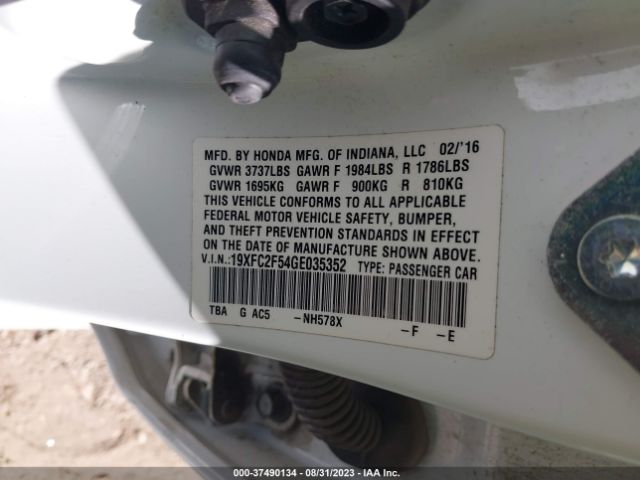 MFD. BY HONDA MFG. OF INDIANA, LLC 02/'16
GVWR 3737LBS GAWR F 1984LBS R 1786LBS
GVWR 1695KG GAWR F 900KG R 810KG
THIS VEHICLE CONFORMS TO ALL APPLICABLE
FEDERAL MOTOR VEHICLE SAFETY, BUMPER,
AND THEFT PREVENTION STANDARDS IN EFFECT
ON THE DATE OF MANUFACTURE SHOWN ABOVE.
V.I.N.:19XFC2F54GE035352 TYPE: PASSENGER CAR
TBA G AC5 -NH578X -F -E
000-37490134 - 08/31/2023 - IAA Inc.